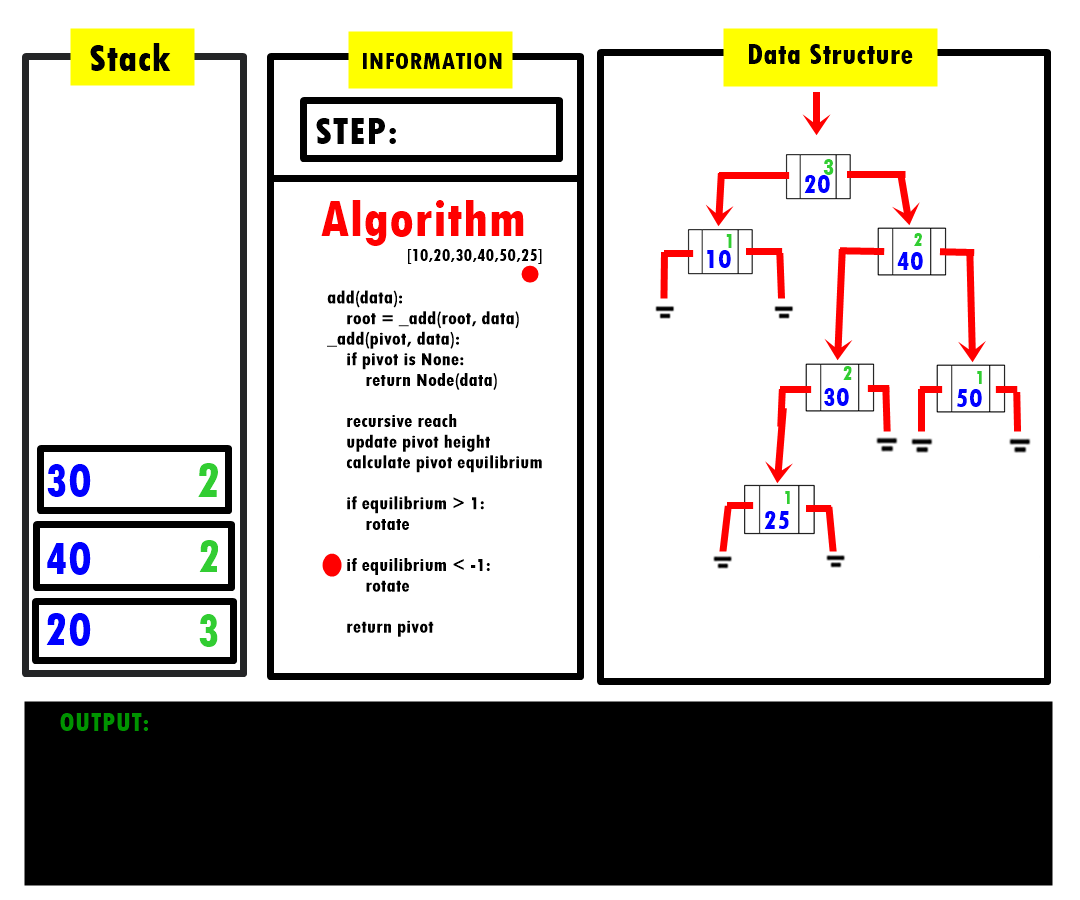 Stack
30 2
40 2
20 3
INFORMATION
STEP:
Algorithm
[10,20,30,40,50,25]
add(data):
root = _add(root, data)
_add(pivot, data):
if pivot is None:
return Node(data)
recursive reach
update pivot height
calculate pivot equilibrium
if equilibrium > 1:
rotate
if equilibrium < -1:
rotate
return pivot
Data Structure
3
20
1
10
2
40
2
30
1
50
1
25
OUTPUT: